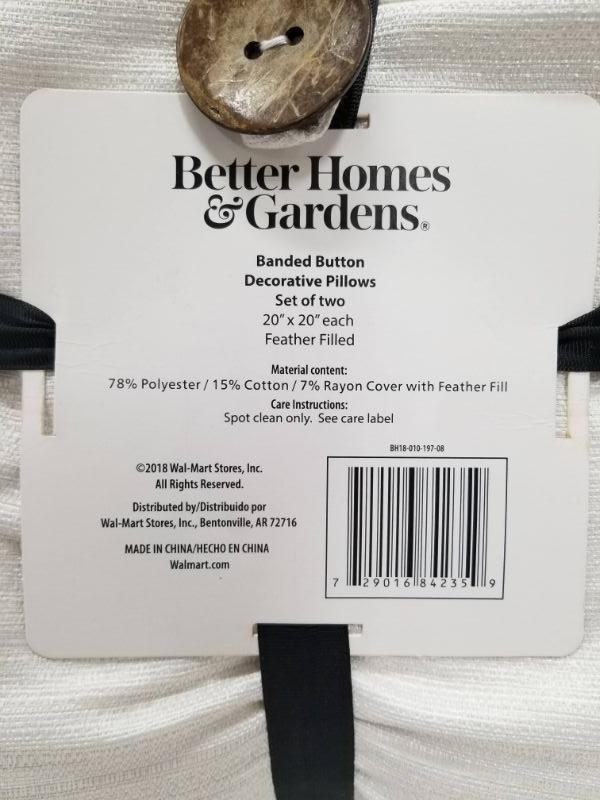 Better Homes
& Gardens®
Banded Button
Decorative Pillows
Set of two
20" x 20" each
Feather Filled
Material content:
78% Polyester / 15% Cotton / 7% Rayon Cover with Feather Fill
Care Instructions:
Spot clean only. See care label
BH18-010-197-08
©2018 Wal-Mart Stores, Inc.
All Rights Reserved.
Distributed by/Distribuido por
Wal-Mart Stores, Inc., Bentonville, AR 72716
MADE IN CHINA/HECHO EN CHINA
Walmart.com
7 29016 84235 9